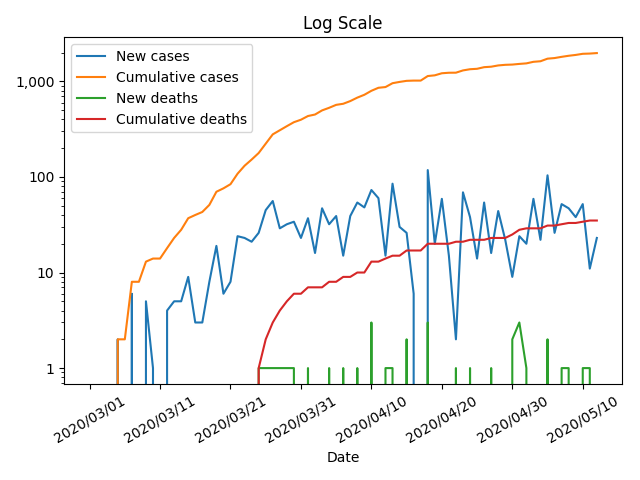 Log Scale
New cases
Cumulative cases
New deaths
Cumulative deaths
1,000
100
10
1
2020/03/01
2020/03/11
2020/03/21
2020/03/31
2020/04/10
2020/04/20
2020/04/30
2020/05/10
Date